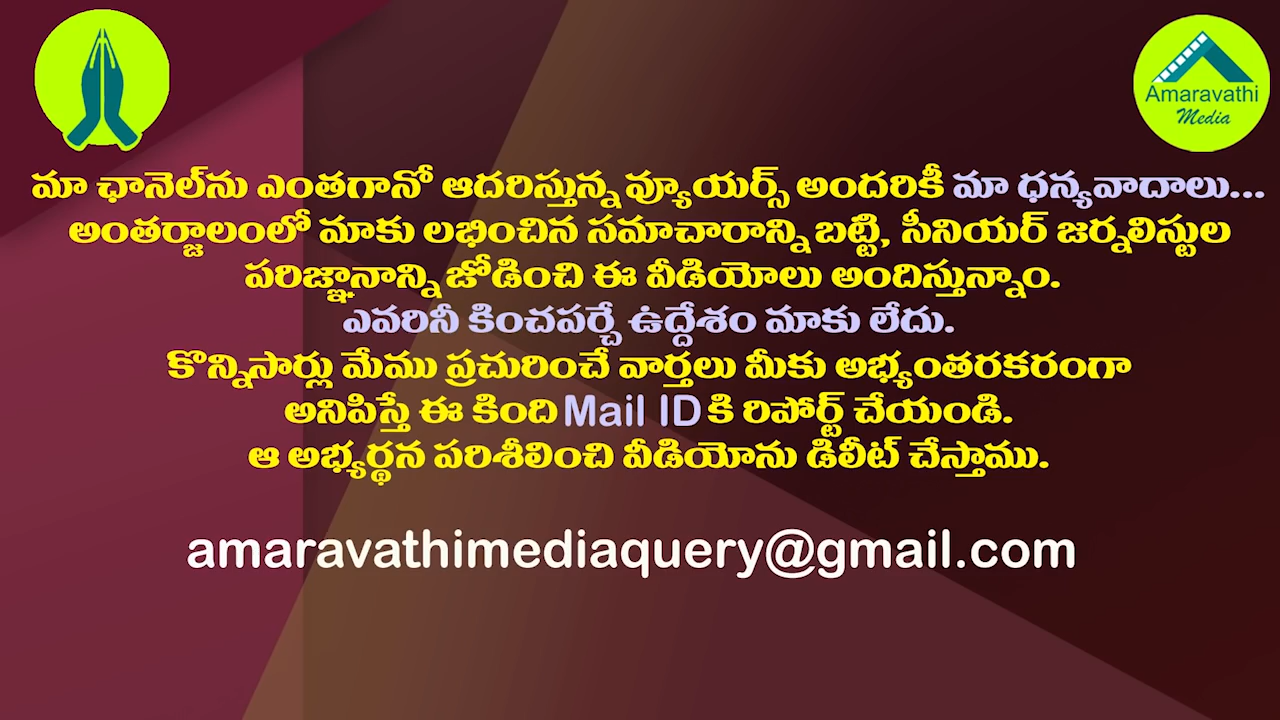 Amaravathi
Media
మా ఛానెల్‌ను ఎంతగానో ఆదరిస్తున్న వ్యూయర్స్ అందరికీ మా ధన్యవాదాలు...
అంతర్జాలంలో మాకు లభించిన సమాచారాన్ని బట్టి, సీనియర్ జర్నలిస్టుల
పరిజ్ఞానాన్ని జోడించి ఈ వీడియోలు అందిస్తున్నాం.
ఎవరినీ కించపర్చే ఉద్దేశం మాకు లేదు.
కొన్నిసార్లు మేము ప్రచురించే వార్తలు మీకు అభ్యంతరకరంగా
అనిపిస్తే ఈ కింది Mail ID కి రిపోర్ట్ చేయండి.
ఆ అభ్యర్థన పరిశీలించి వీడియోను డిలీట్ చేస్తాము.
amaravathimediaquery@gmail.com